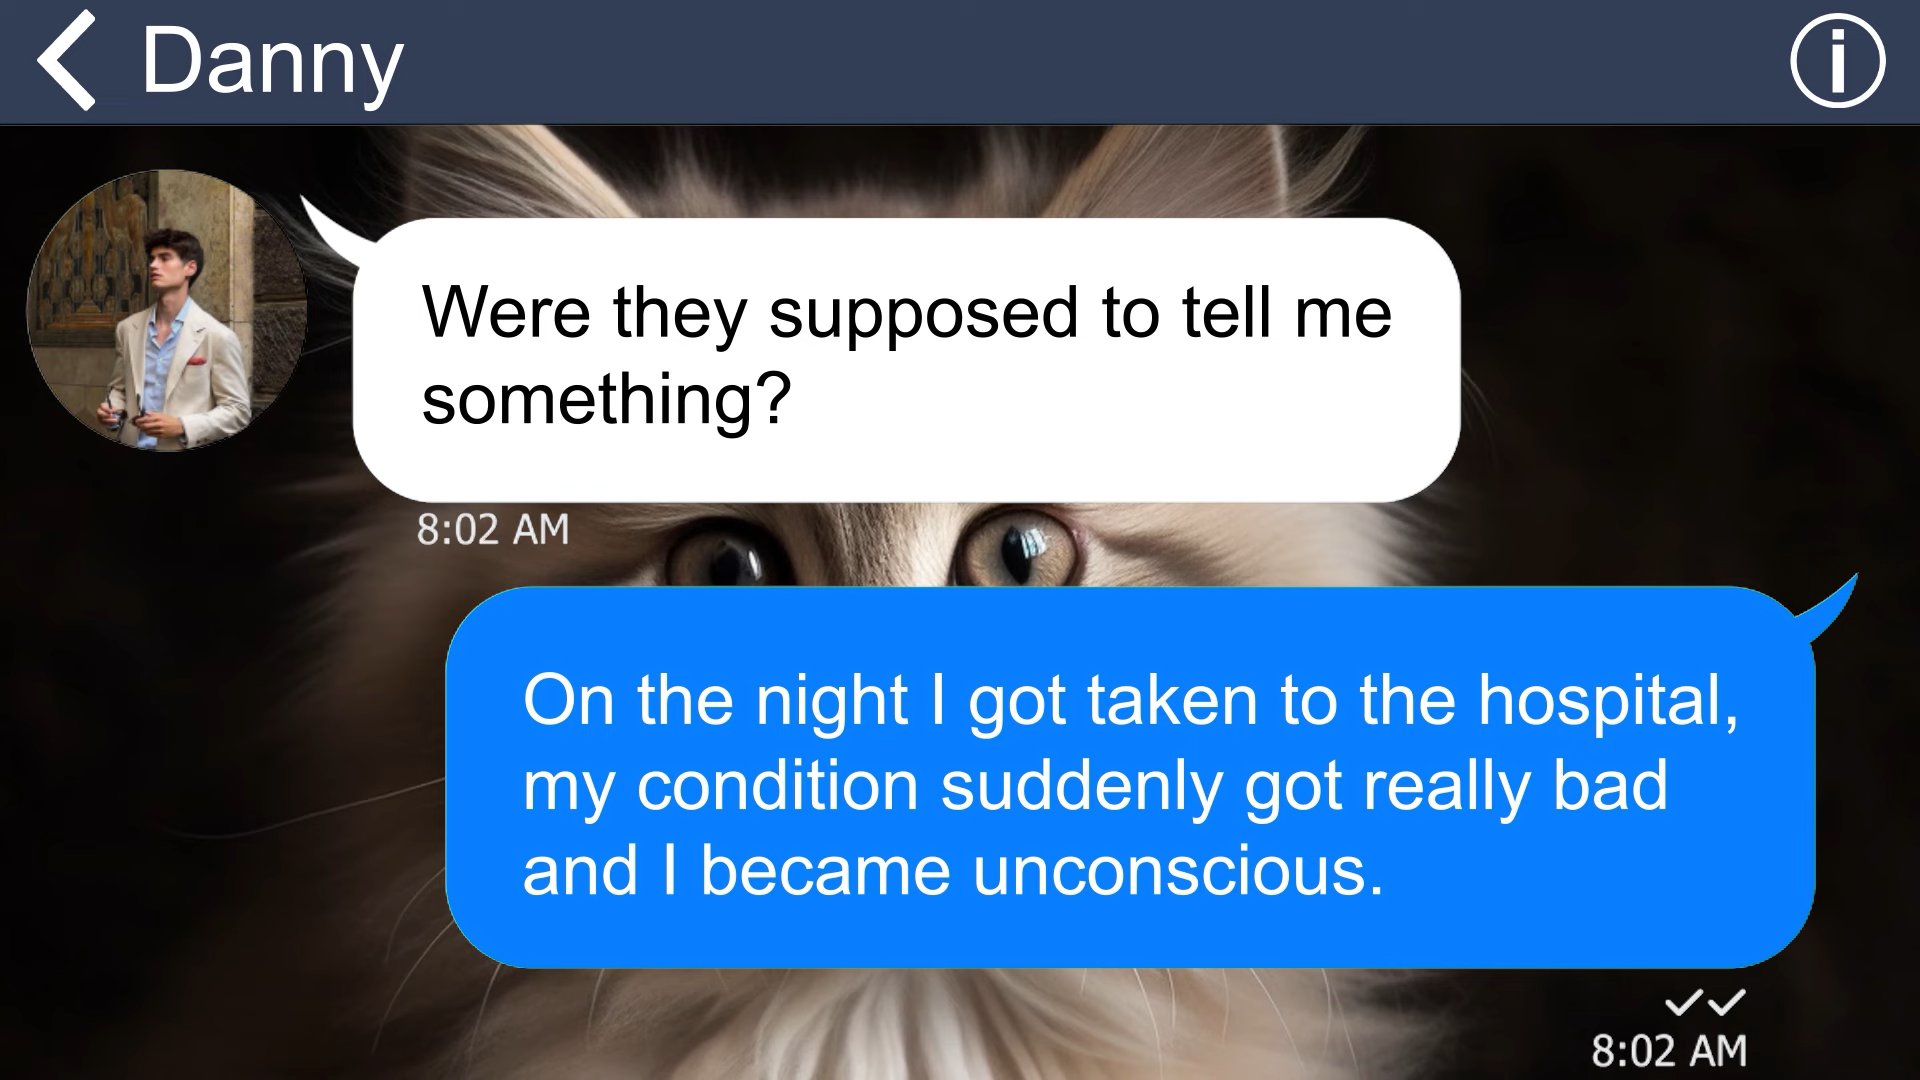 Danny
Were they supposed to tell me
something?
8:02 AM
On the night I got taken to the hospital,
my condition suddenly got really bad
and I became unconscious.
8:02 AM